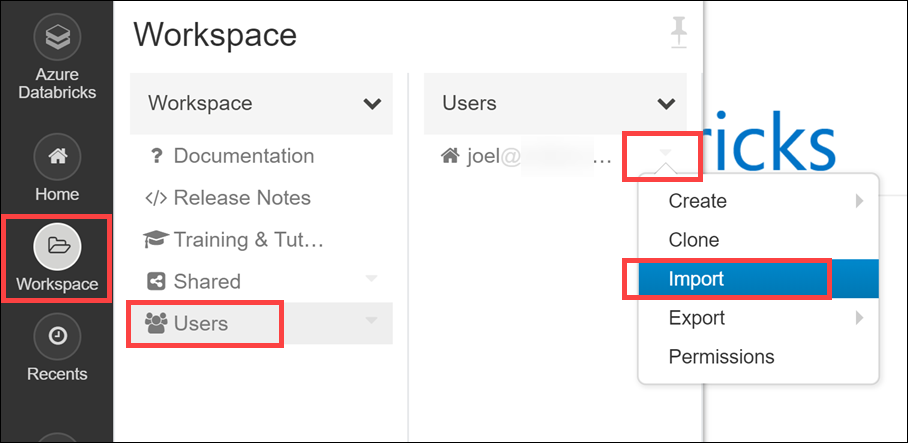 Azure
Databricks
Home
Workspace
Recents
Workspace
Workspace
? Documentation
</> Release Notes
Training & Tut...
Shared
Users
Users
joel@ ...
ricks
Create
Clone
Import
Export
Permissions